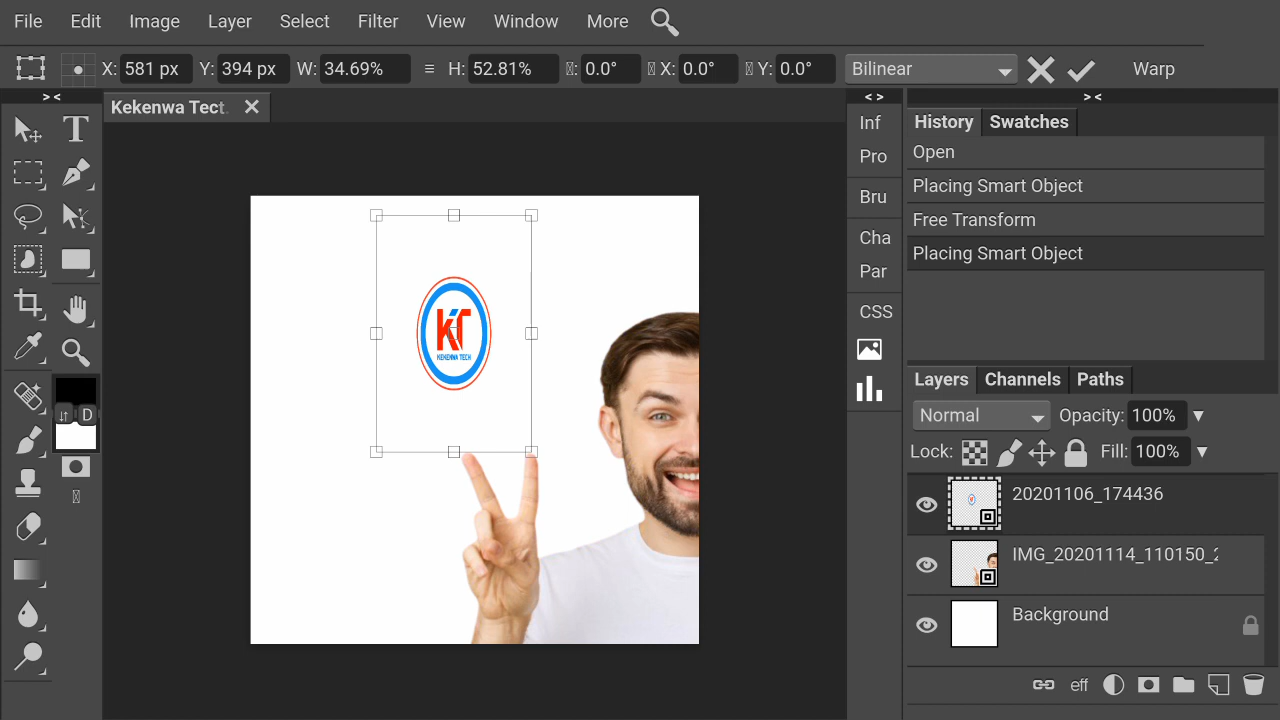 File Edit Image Layer Select Filter View Window More
X: 581 px Y: 394 px W: 34.69% H: 52.81% : 0.0° X: 0.0° Y: 0.0° Bilinear Warp
> < < > > <
Kekenwa Tect.
Inf
Pro
Bru
Cha
Par
CSS
History Swatches
Open
Placing Smart Object
Free Transform
Placing Smart Object
KT
KEKENWA TECH
D
Layers Channels Paths
Normal Opacity: 100%
Lock: Fill: 100%
20201106_174436
IMG_20201114_110150_2
Background
eff